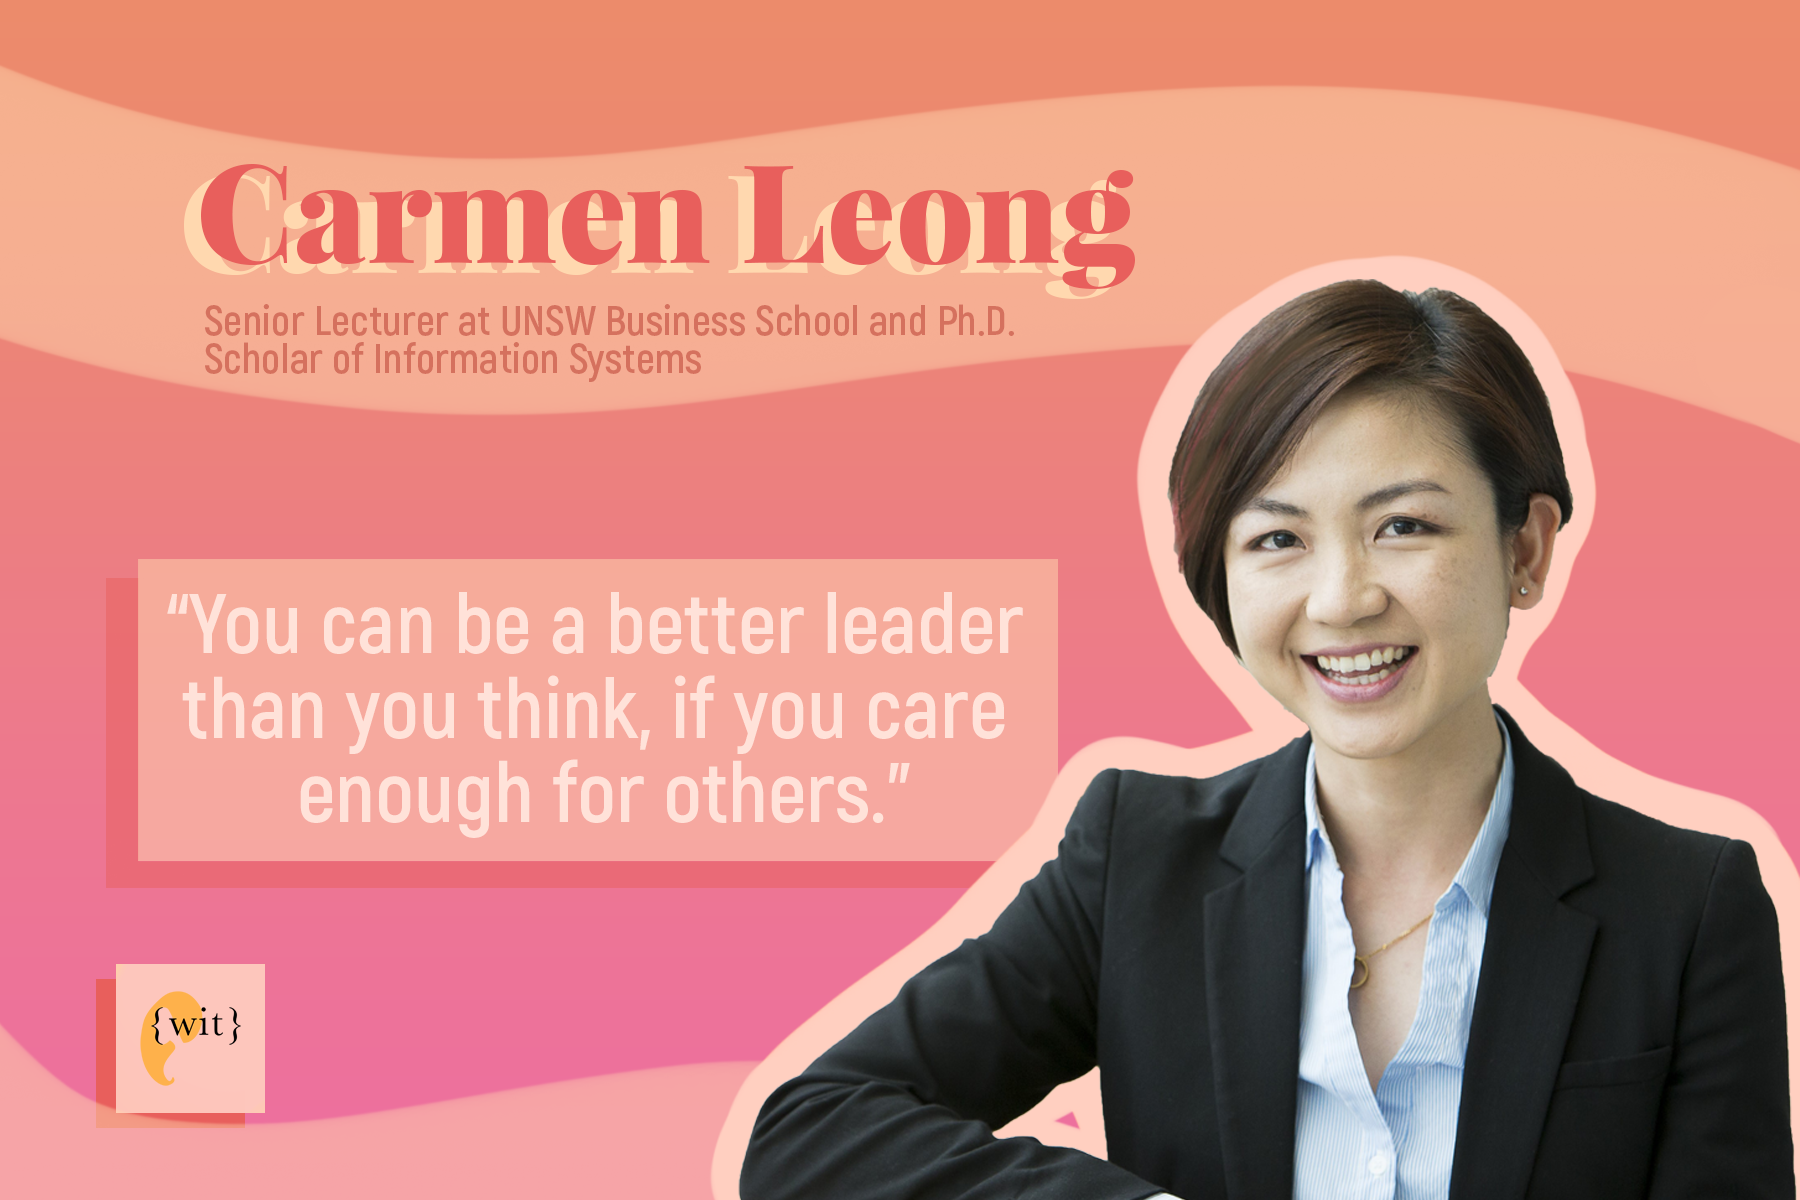 Carmen Leong
Senior Lecturer at UNSW Business School and Ph.D.
Scholar of Information Systems
“You can be a better leader
than you think, if you care
enough for others.”
{wit}